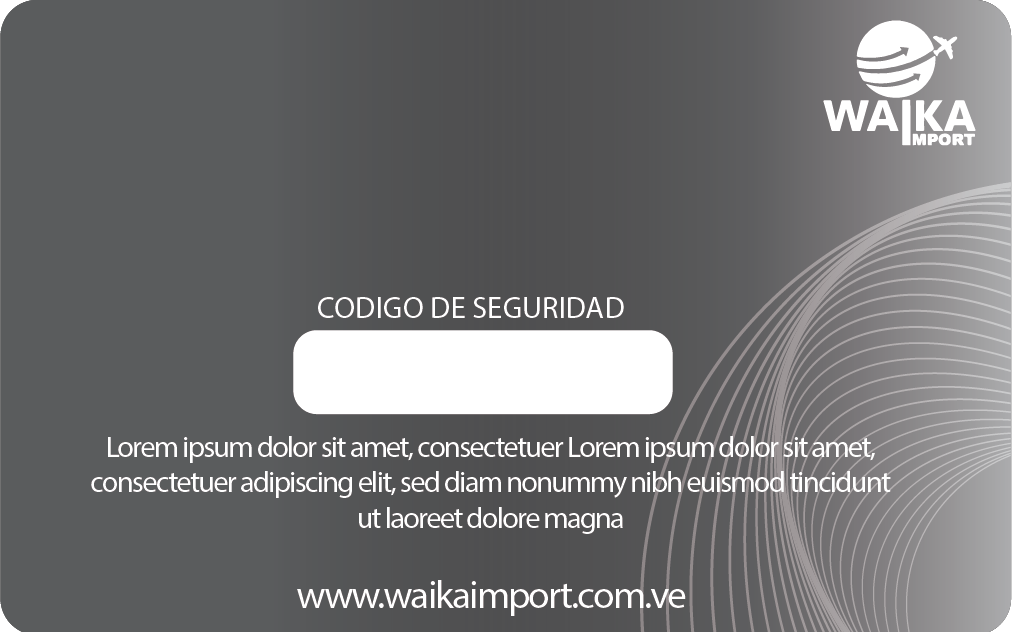 WAIKA
IMPORT
CODIGO DE SEGURIDAD
Lorem ipsum dolor sit amet, consectetuer Lorem ipsum dolor sit amet,
consectetuer adipiscing elit, sed diam nonummy nibh euismod tincidunt
ut laoreet dolore magna
www.waikaimport.com.ve